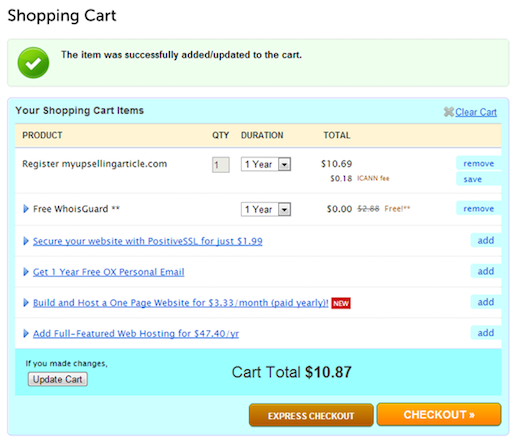 Shopping Cart
The item was successfully added/updated to the cart.
Your Shopping Cart Items
Clear Cart
PRODUCT QTY DURATION TOTAL
Register myupsellingarticle.com 1 1 Year $10.69 remove
$0.18 ICANN fee save
Free WhoisGuard ** 1 Year $0.00 $2.88 Free!** remove
Secure your website with PositiveSSL for just $1.99 add
Get 1 Year Free OX Personal Email add
Build and Host a One Page Website for $3.33/month (paid yearly)! NEW add
Add Full-Featured Web Hosting for $47.40/yr add
If you made changes,
Update Cart
Cart Total $10.87
EXPRESS CHECKOUT CHECKOUT »